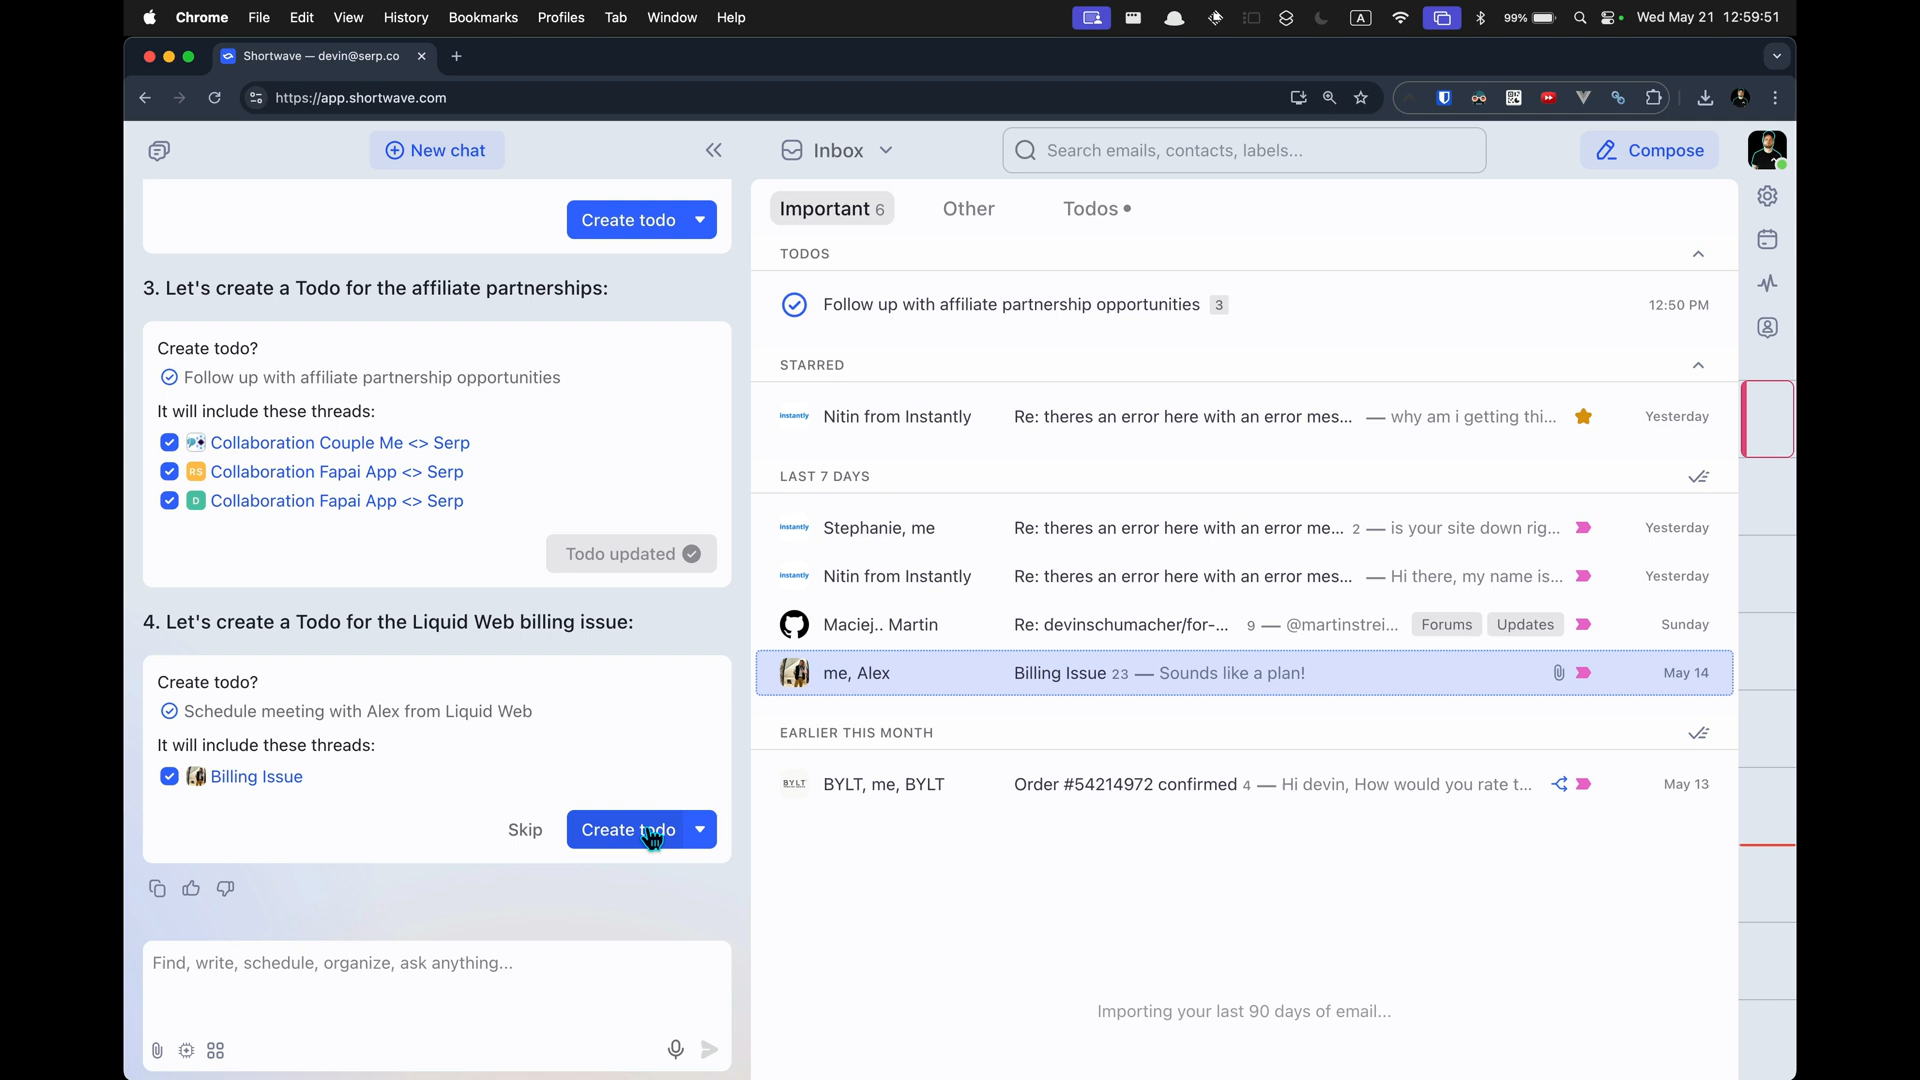 Chrome File Edit View History Bookmarks Profiles Tab Window Help
A 99% Wed May 21 12:59:51
Shortwave — devin@serp.co
https://app.shortwave.com
New chat
Inbox
Search emails, contacts, labels...
Compose
Create todo
3. Let's create a Todo for the affiliate partnerships:
Create todo?
Follow up with affiliate partnership opportunities
It will include these threads:
Collaboration Couple Me <> Serp
RS Collaboration Fapai App <> Serp
D Collaboration Fapai App <> Serp
Todo updated
4. Let's create a Todo for the Liquid Web billing issue:
Create todo?
Schedule meeting with Alex from Liquid Web
It will include these threads:
Billing Issue
Skip
Create todo
Find, write, schedule, organize, ask anything...
Important 6 Other Todos
TODOS
Follow up with affiliate partnership opportunities 3 12:50 PM
STARRED
instantly Nitin from Instantly Re: theres an error here with an error mes... — why am i getting thi... Yesterday
LAST 7 DAYS
instantly Stephanie, me Re: theres an error here with an error me... 2 — is your site down rig... Yesterday
instantly Nitin from Instantly Re: theres an error here with an error mes... — Hi there, my name is... Yesterday
Maciej.. Martin Re: devinschumacher/for-... 9 — @martinstrei... Forums Updates Sunday
me, Alex Billing Issue 23 — Sounds like a plan! May 14
EARLIER THIS MONTH
BYLT BYLT, me, BYLT Order #54214972 confirmed 4 — Hi devin, How would you rate t... May 13
Importing your last 90 days of email...